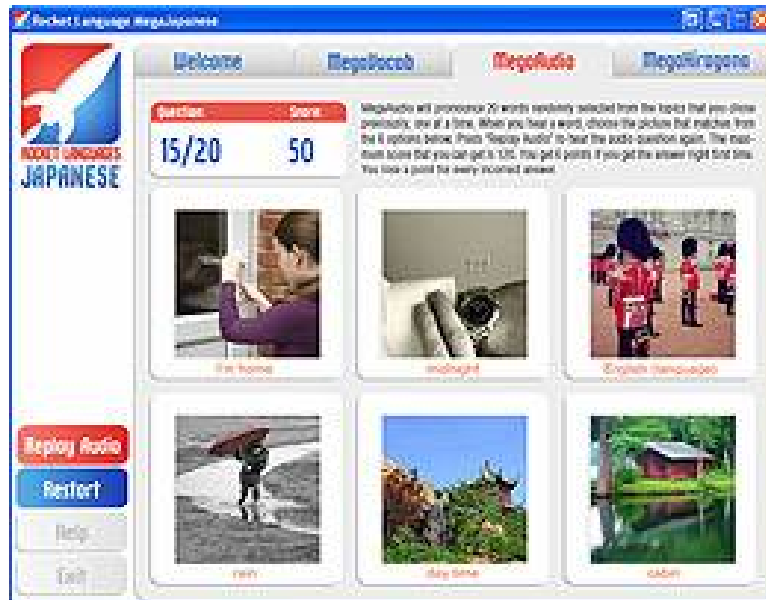 Rocket Language MegaJapanese
Welcome
MegaVocab
MegaAudio
MegaHiragana
ROCKET LANGUAGES
JAPANESE
Question
Score
15/20
50
MegaAudio will pronounce 20 words randomly selected from the topics that you chose
previously, one at a time. When you hear a word, choose the picture that matches from
the 6 options below. Press "Replay Audio" to hear the audio question again. The maxi-
mum score that you can get is 120. You get 6 points if you get the answer right first time.
You lose a point for every incorrect answer.
I'm home
midnight
English (language)
Replay Audio
Restart
Help
Exit
rain
day time
cabin